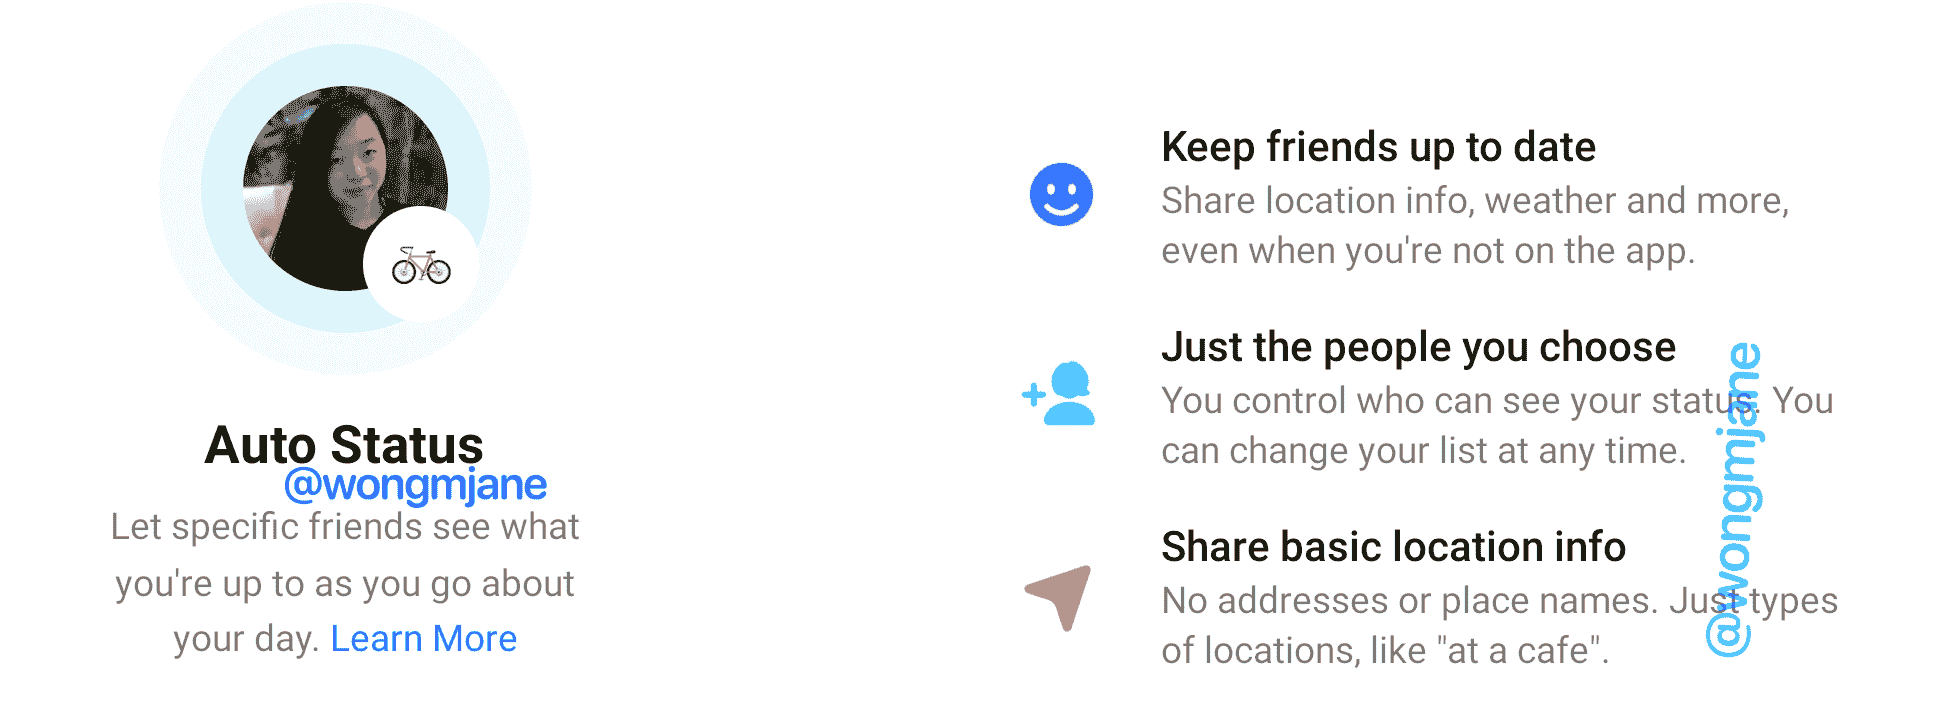 Auto Status
@wongmjane
Let specific friends see what
you're up to as you go about
your day. Learn More
Keep friends up to date
Share location info, weather and more,
even when you're not on the app.
Just the people you choose
You control who can see your status. You
can change your list at any time.
Share basic location info
No addresses or place names. Just types
of locations, like "at a cafe".
@wongmjane